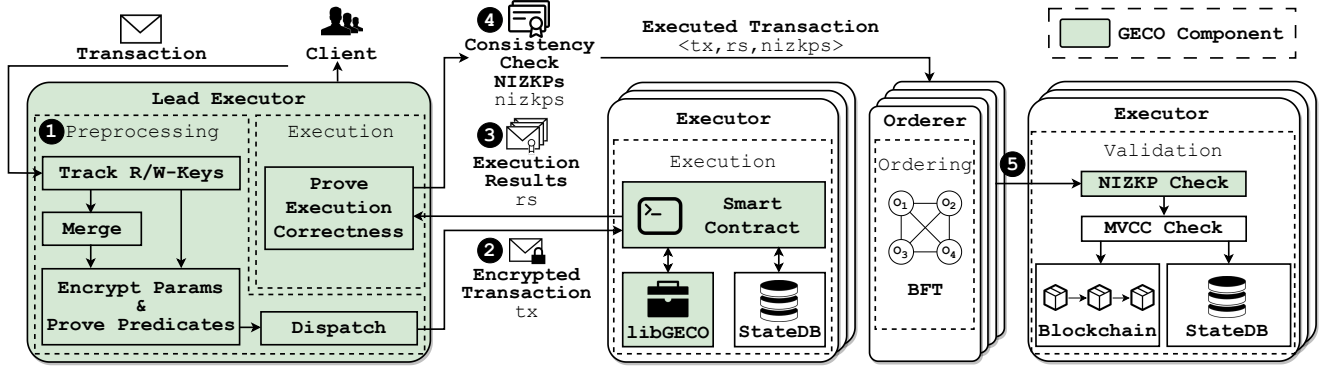 Transaction
Client
4
Consistency
Check
NIZKPs
nizkps
Executed Transaction
<tx,rs,nizkps>
GECO Component
Lead Executor
1
Preprocessing
Track R/W-Keys
Merge
Encrypt Params
&
Prove Predicates
Execution
Prove
Execution
Correctness
Dispatch
3
Execution
Results
rs
2
Encrypted
Transaction
tx
Executor
Execution
Smart
Contract
libGECO
StateDB
Orderer
Ordering
O1
O2
O3
O4
BFT
5
Executor
Validation
NIZKP Check
MVCC Check
Blockchain
StateDB